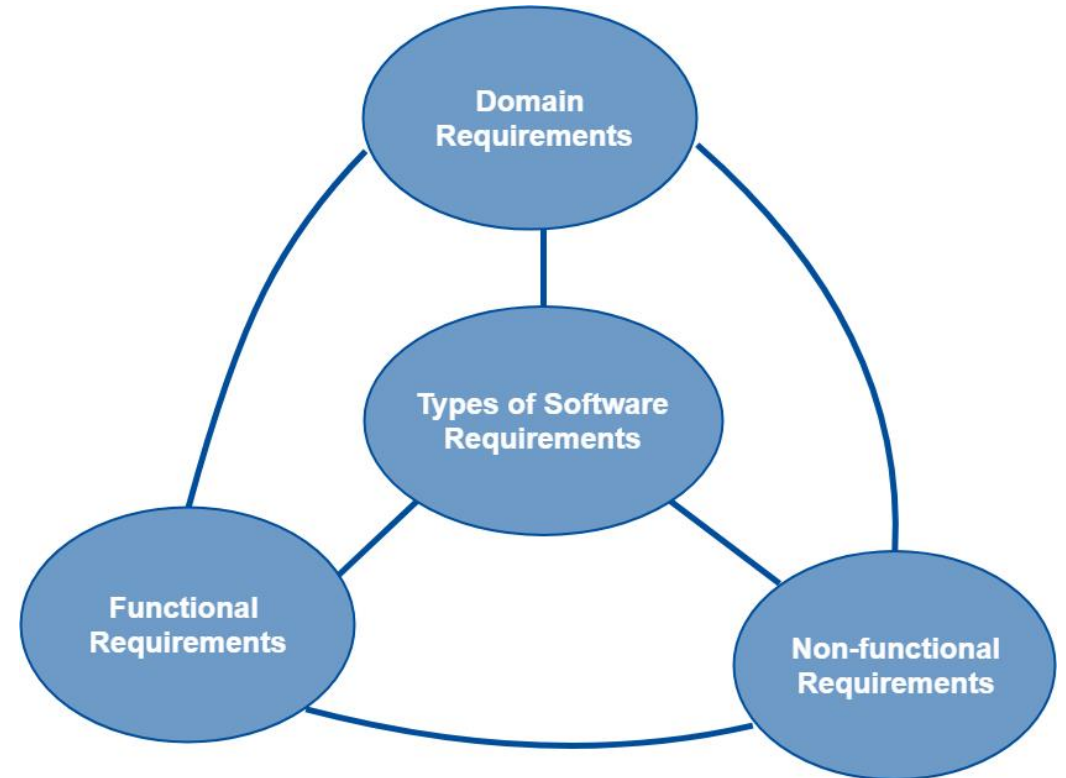 Domain
Requirements
Types of Software
Requirements
Functional
Requirements
Non-functional
Requirements